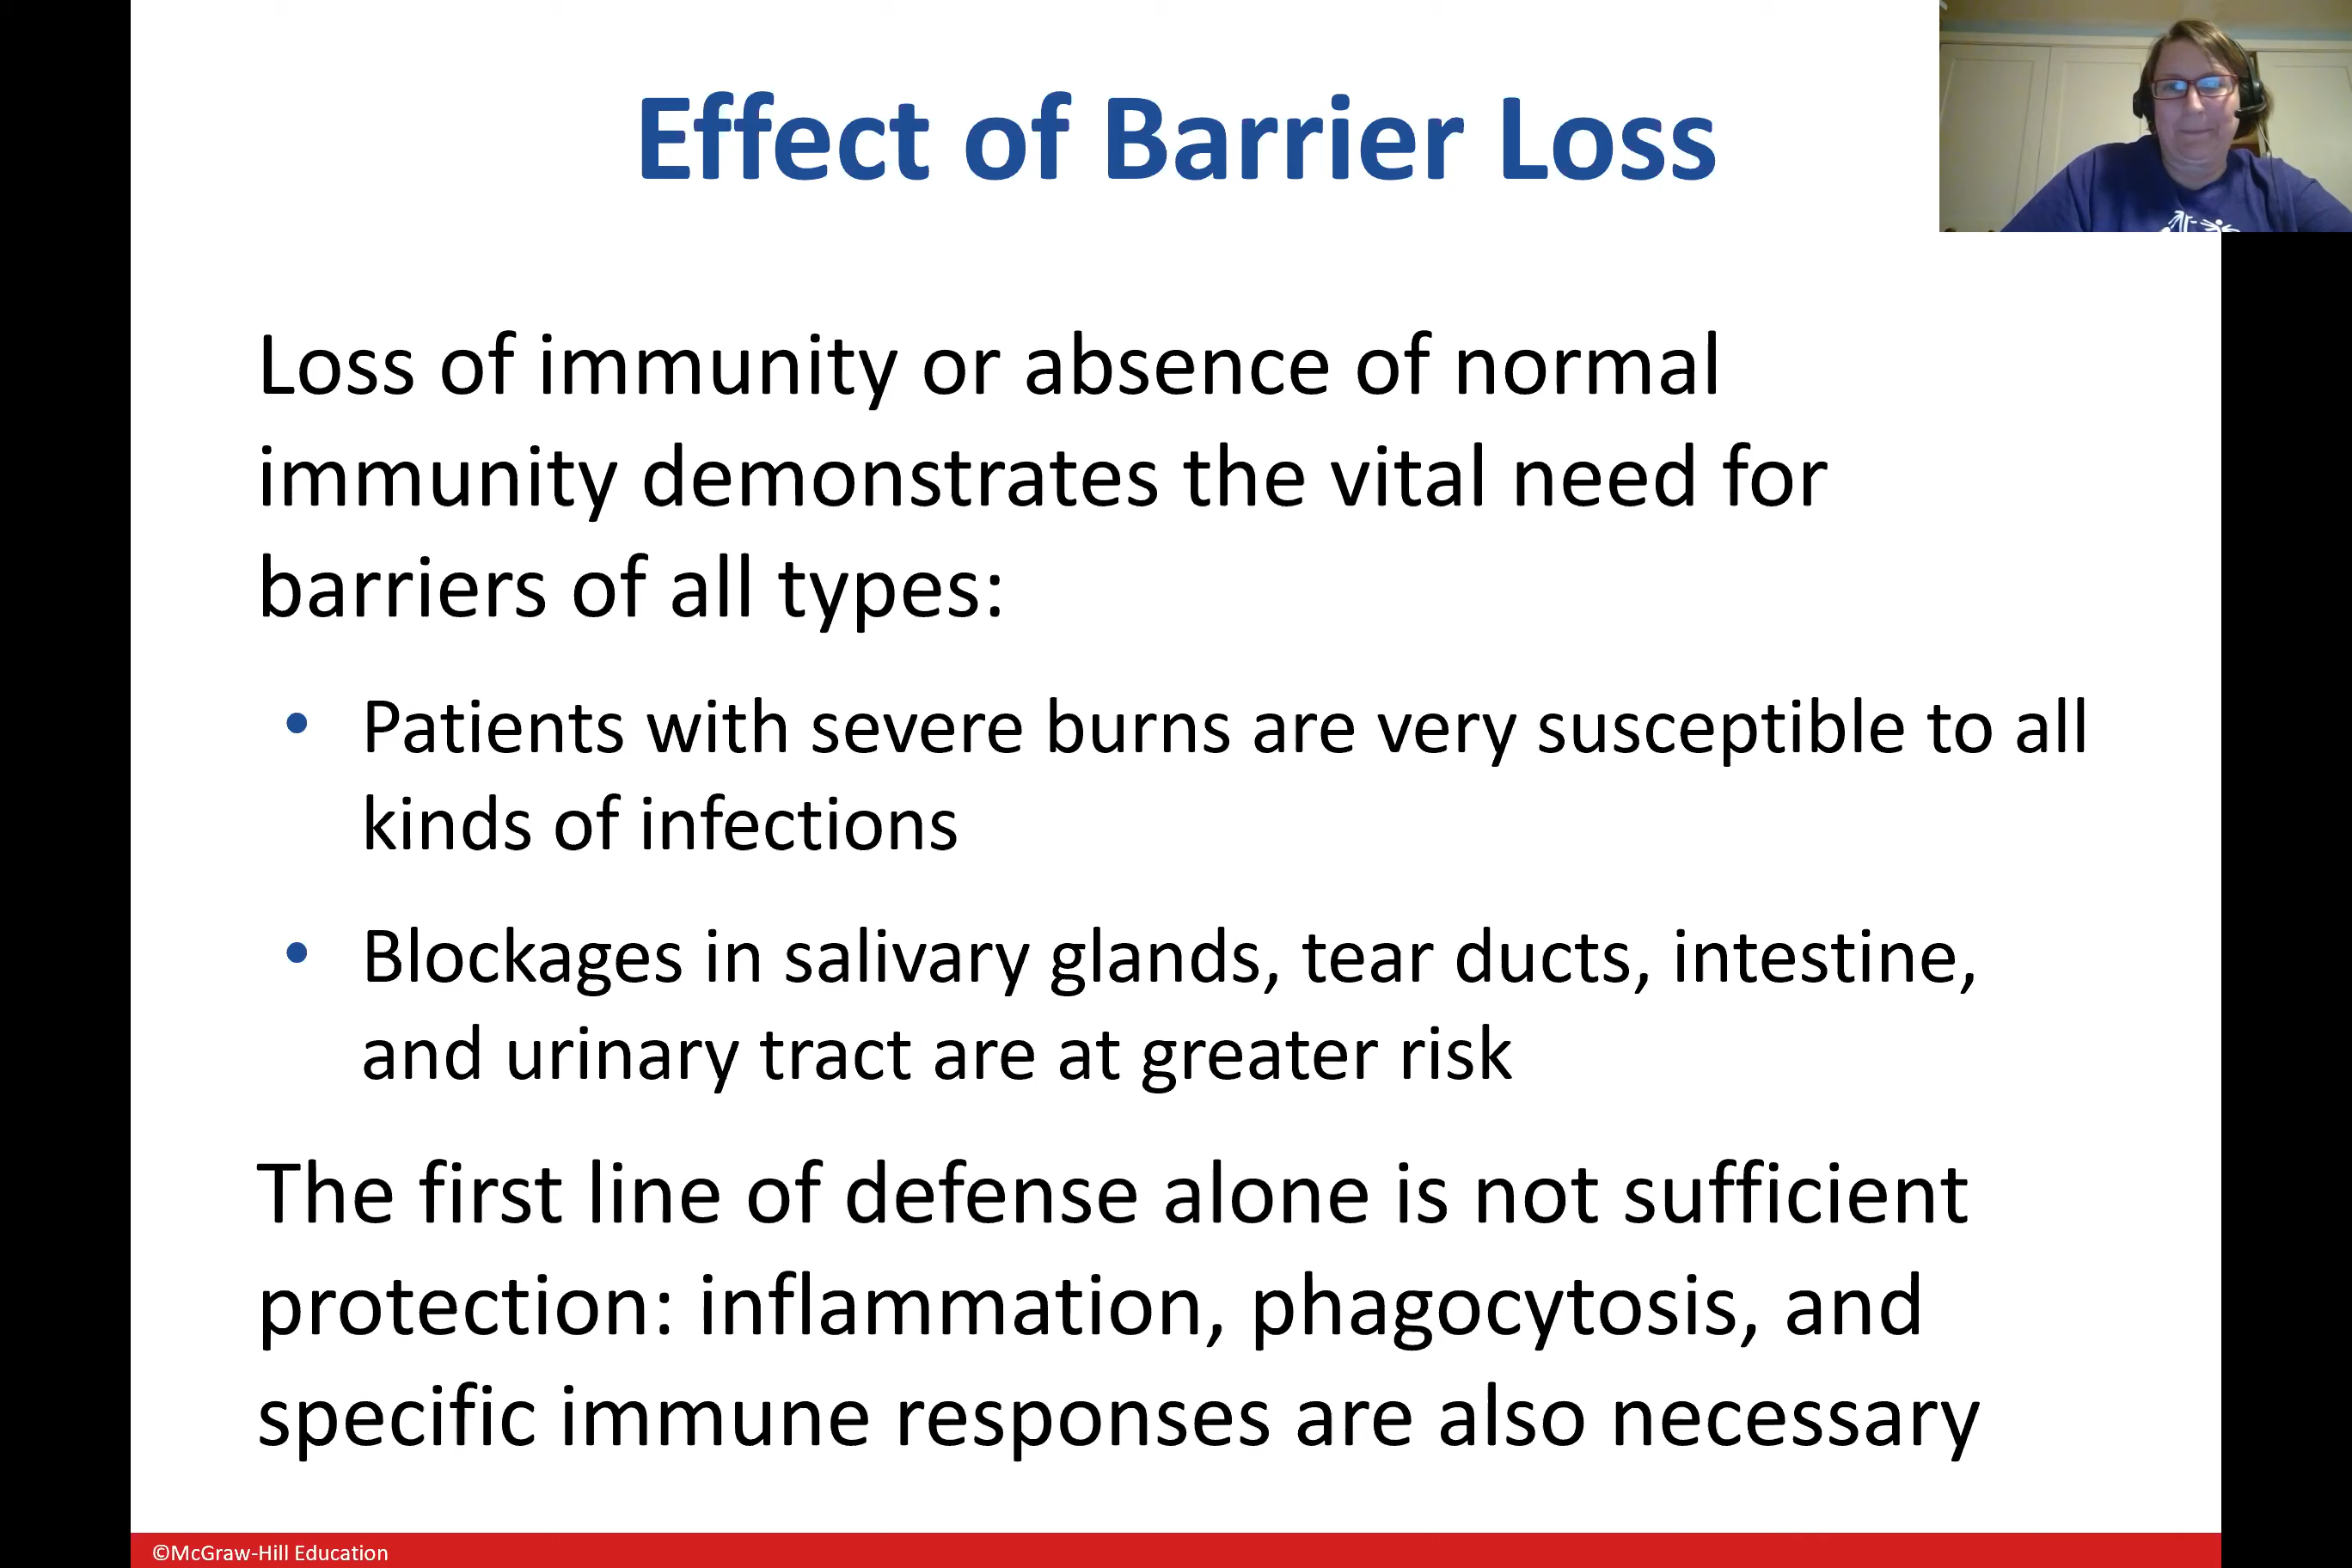 Effect of Barrier Loss
Loss of immunity or absence of normal
immunity demonstrates the vital need for
barriers of all types:
• Patients with severe burns are very susceptible to all
kinds of infections
• Blockages in salivary glands, tear ducts, intestine,
and urinary tract are at greater risk
The first line of defense alone is not sufficient
protection: inflammation, phagocytosis, and
specific immune responses are also necessary
©McGraw-Hill Education